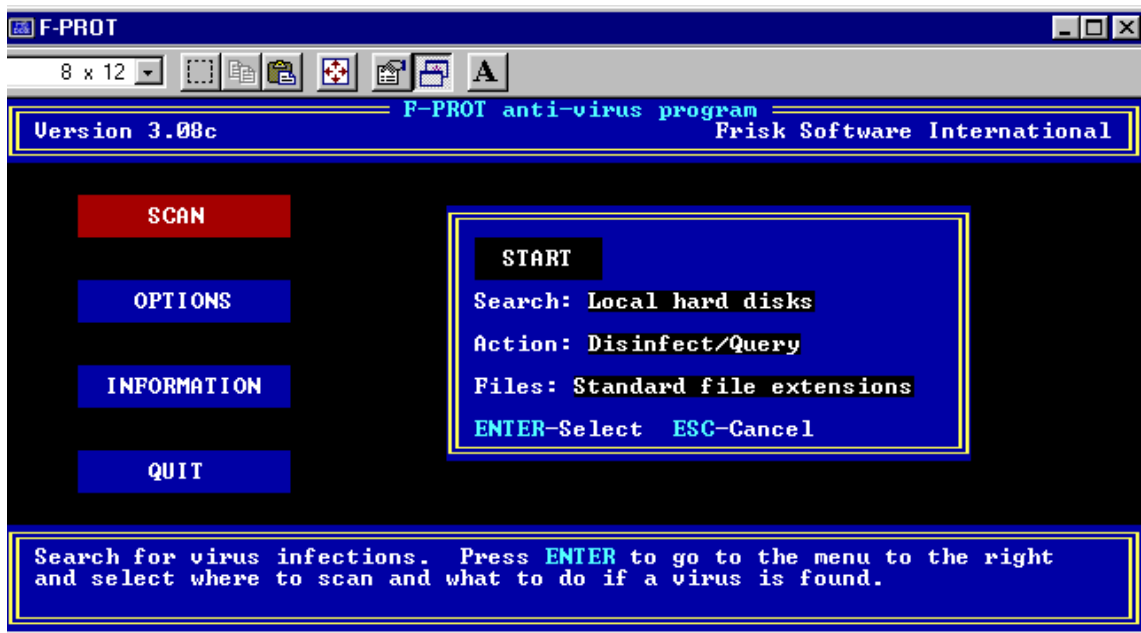 F-PROT
8 x 12
A
F-PROT anti-virus program
Version 3.08c Frisk Software International
SCAN
OPTIONS
INFORMATION
QUIT
START
Search: Local hard disks
Action: Disinfect/Query
Files: Standard file extensions
ENTER-Select ESC-Cancel
Search for virus infections. Press ENTER to go to the menu to the right
and select where to scan and what to do if a virus is found.